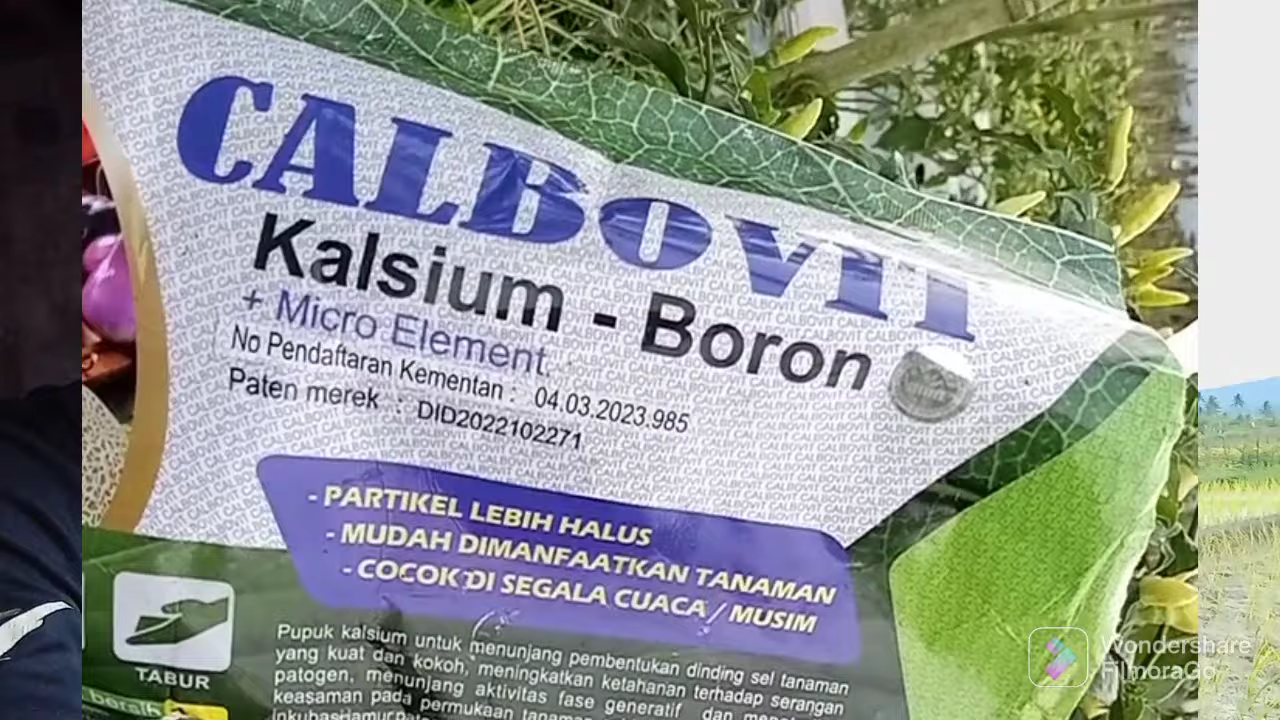 CALBOVIT
Kalsium - Boron
+ Micro Element.
No Pendaftaran Kementan : 04.03.2023.985
Paten merek : DID2022102271
- PARTIKEL LEBIH HALUS
- MUDAH DIMANFAATKAN TANAMAN
- COCOK DI SEGALA CUACA / MUSIM
TABUR
bersih
Pupuk kalsium untuk menunjang pembentukan dinding sel tanaman
yang kuat dan kokoh, meningkatkan ketahanan terhadap serangan
patogen, menunjang aktivitas fase generatif dan
keasaman pada permukaan
Wondershare
FilmoraGo